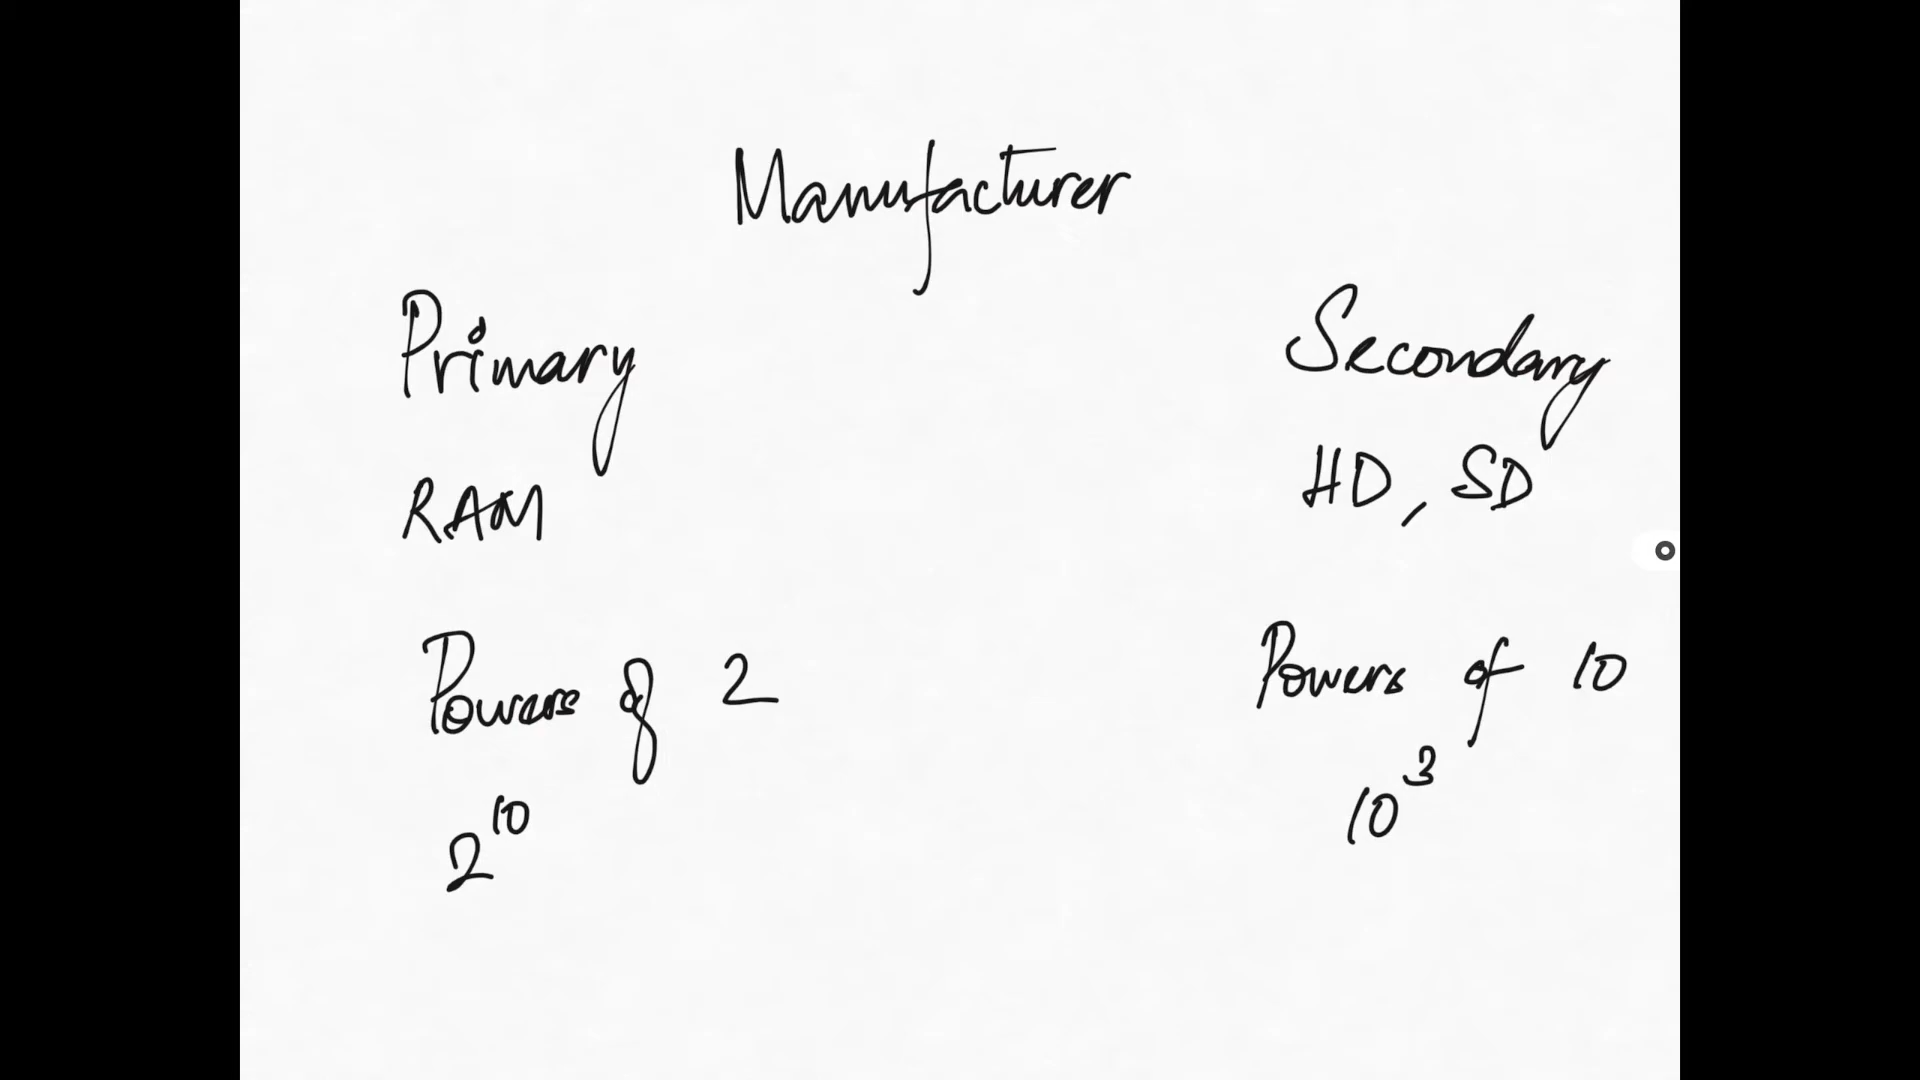 Manufacturer
Primary
Secondary
RAM
HD, SD
Powers of 2
Powers of 10
2^10
10^3